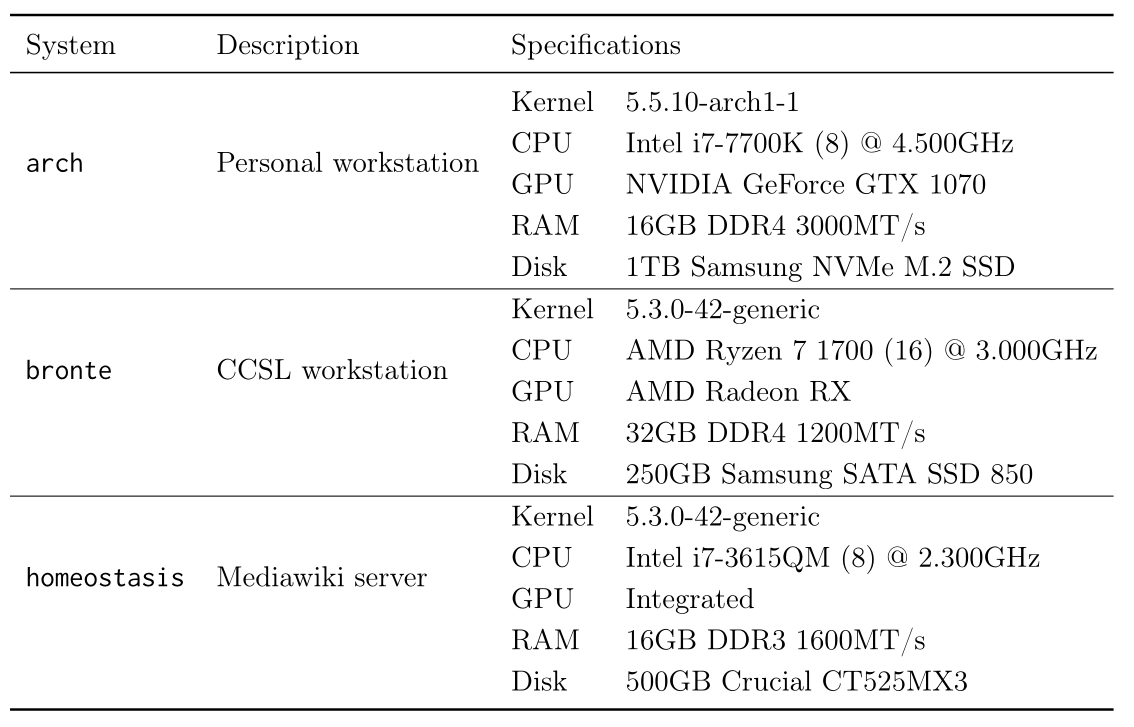 System Description Specifications
Kernel 5.5.10-arch1-1
CPU Intel i7-7700K (8) @ 4.500GHz
arch Personal workstation
GPU NVIDIA GeForce GTX 1070
RAM 16GB DDR4 3000MT/s
Disk 1TB Samsung NVMe M.2 SSD
Kernel 5.3.0-42-generic
CPU AMD Ryzen 7 1700 (16) @ 3.000GHz
bronte CCSL workstation
GPU AMD Radeon RX
RAM 32GB DDR4 1200MT/s
Disk 250GB Samsung SATA SSD 850
Kernel 5.3.0-42-generic
CPU Intel i7-3615QM (8) @ 2.300GHz
homeostasis Mediawiki server
GPU Integrated
RAM 16GB DDR3 1600MT/s
Disk 500GB Crucial CT525MX3